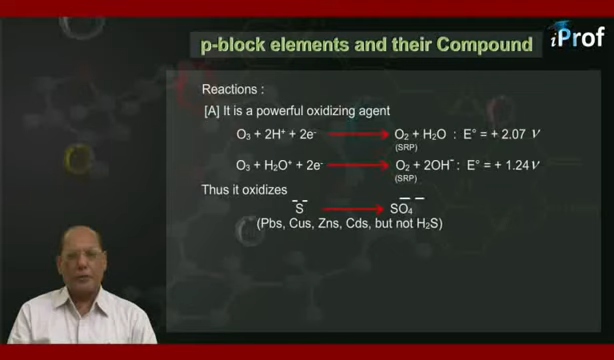 iProf
p-block elements and their Compound
Reactions :
[A] It is a powerful oxidizing agent
O₃ + 2H⁺ + 2e⁻ → O₂ + H₂O : E° = + 2.07 V
(SRP)
O₃ + H₂O⁺ + 2e⁻ → O₂ + 2OH⁻ : E° = + 1.24 V
(SRP)
Thus it oxidizes
S⁻⁻ → SO₄⁻⁻
(Pbs, Cus, Zns, Cds, but not H₂S)